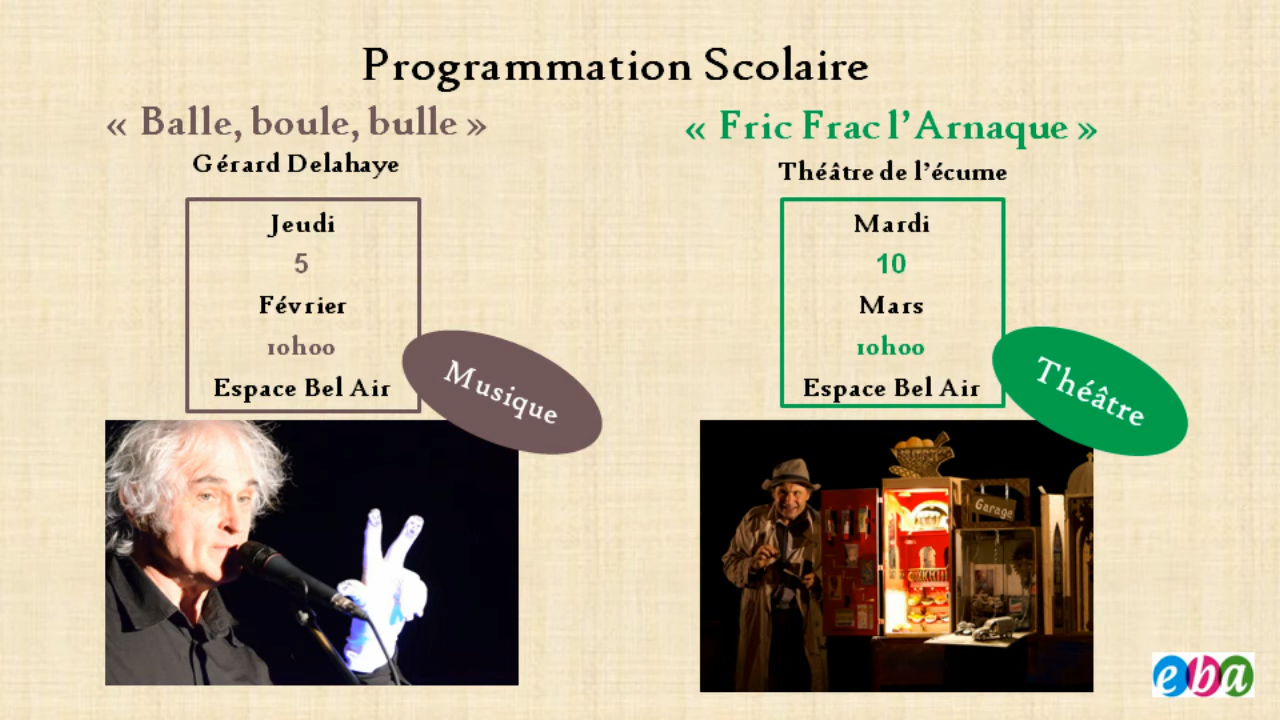 Programmation Scolaire
« Balle, boule, bulle »
Gérard Delahaye
Jeudi
5
Février
10h00
Espace Bel Air
Musique
« Fric Frac l’Arnaque »
Théâtre de l’écume
Mardi
10
Mars
10h00
Espace Bel Air
Théâtre
Garage
eba